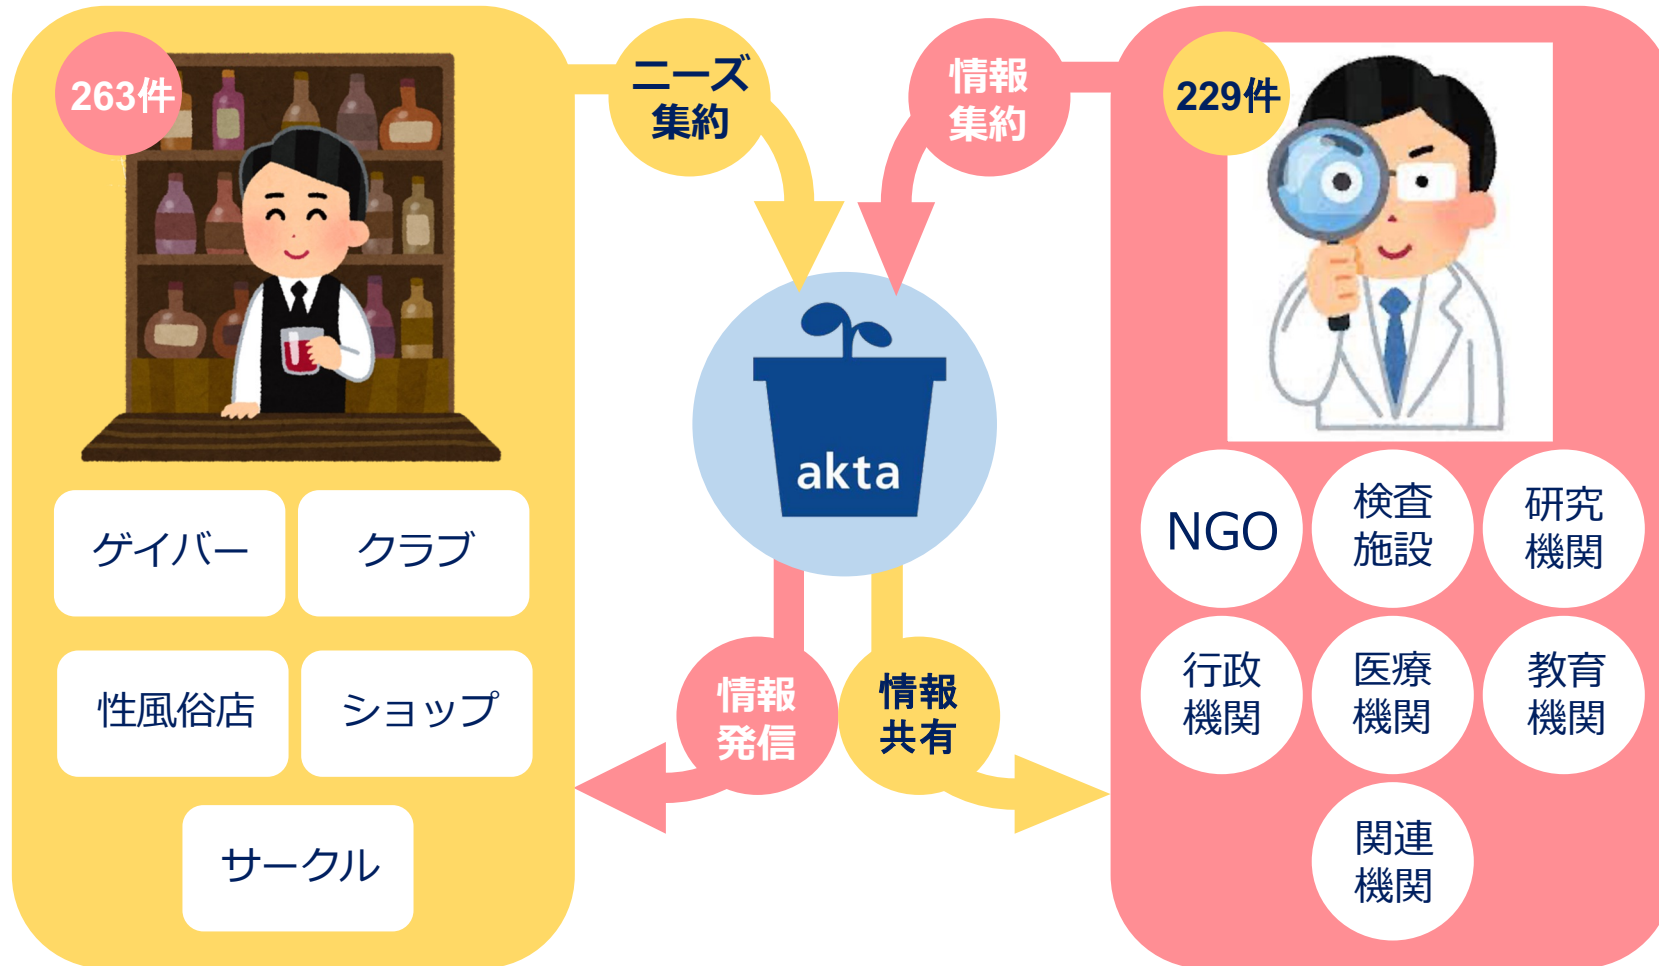 263件
ニーズ
集約
情報
集約
229件
akta
ゲイバー
クラブ
性風俗店
ショップ
サークル
情報
発信
情報
共有
NGO
検査
施設
研究
機関
行政
機関
医療
機関
教育
機関
関連
機関